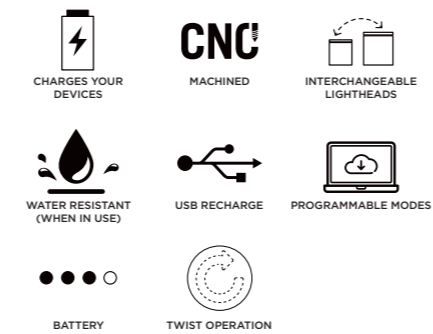 CNC
CHARGES YOUR
DEVICES
MACHINED
INTERCHANGEABLE
LIGHTHEADS
WATER RESISTANT
(WHEN IN USE)
USB RECHARGE
PROGRAMMABLE MODES
BATTERY
TWIST OPERATION